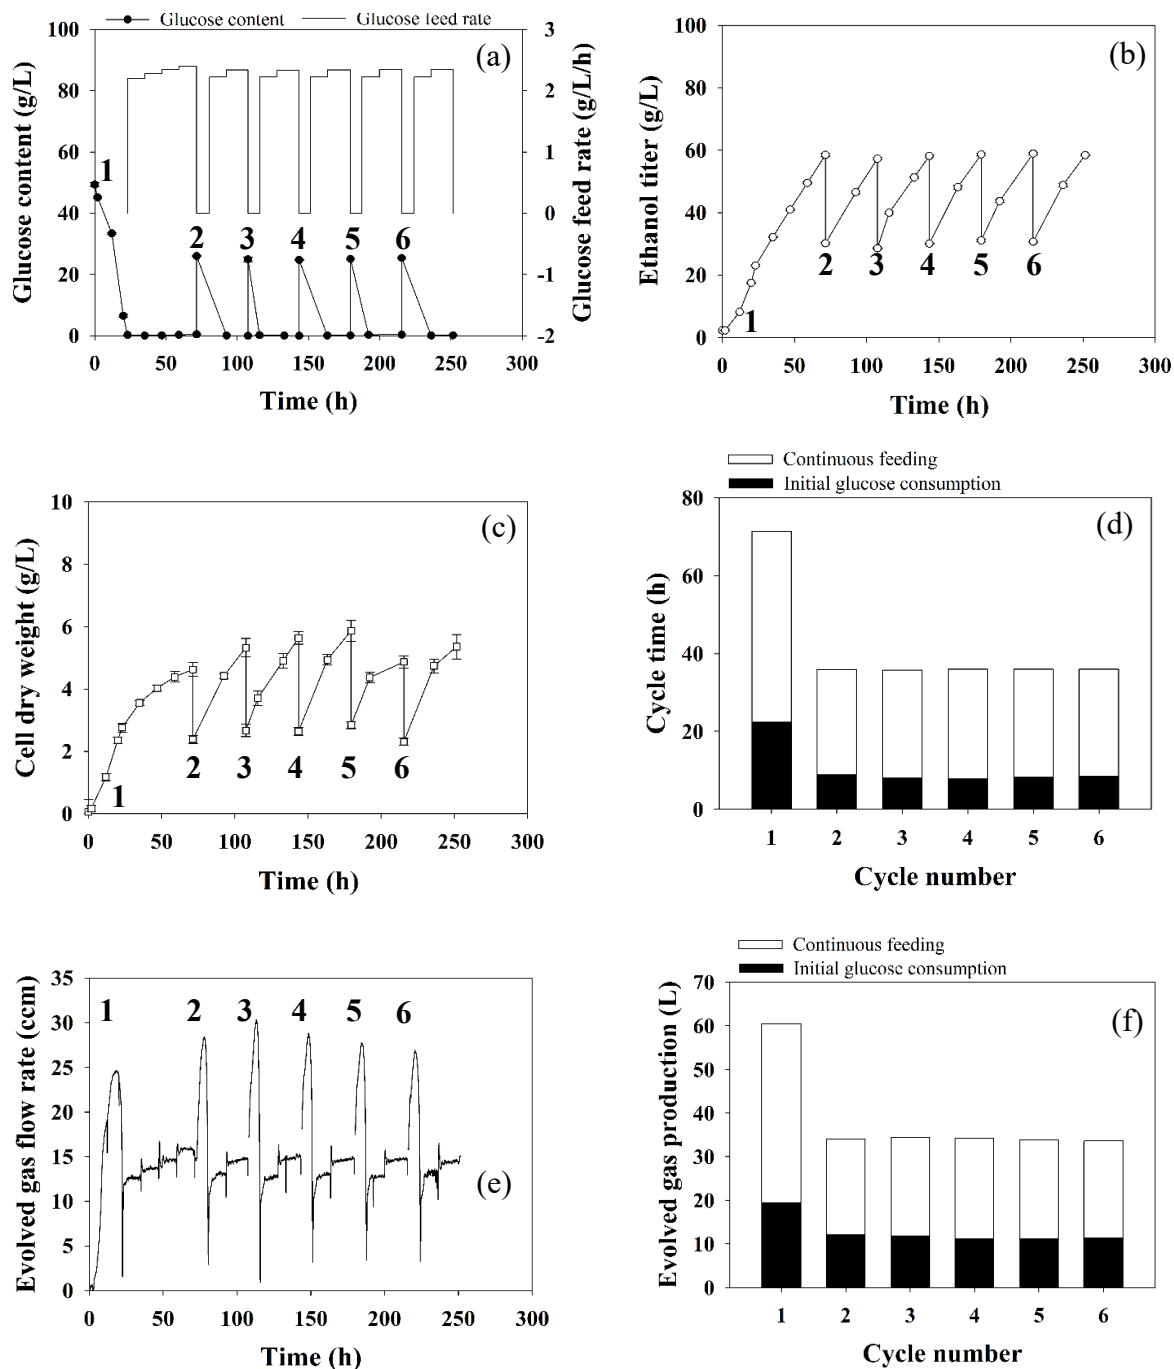 Glucose content Glucose feed rate
100 3
80 2
60 1
40 0
20 -1
0 -2
(a)
1
2 3 4 5 6
0 50 100 150 200 250 300
Time (h)
Glucose content (g/L)
Glucose feed rate (g/L/h)
100
80
60
40
20
0
(b)
1
2 3 4 5 6
0 50 100 150 200 250 300
Time (h)
Ethanol titer (g/L)
10
8
6
4
2
0
(c)
1
2 3 4 5 6
0 50 100 150 200 250 300
Time (h)
Cell dry weight (g/L)
Continuous feeding
Initial glucose consumption
80
60
40
20
0
(d)
1 2 3 4 5 6
Cycle number
Cycle time (h)
35
30
25
20
15
10
5
0
1 2 3 4 5 6
(e)
0 50 100 150 200 250 300
Time (h)
Evolved gas flow rate (ccm)
Continuous feeding
Initial glucose consumption
70
60
50
40
30
20
10
0
(f)
1 2 3 4 5 6
Cycle number
Evolved gas production (L)